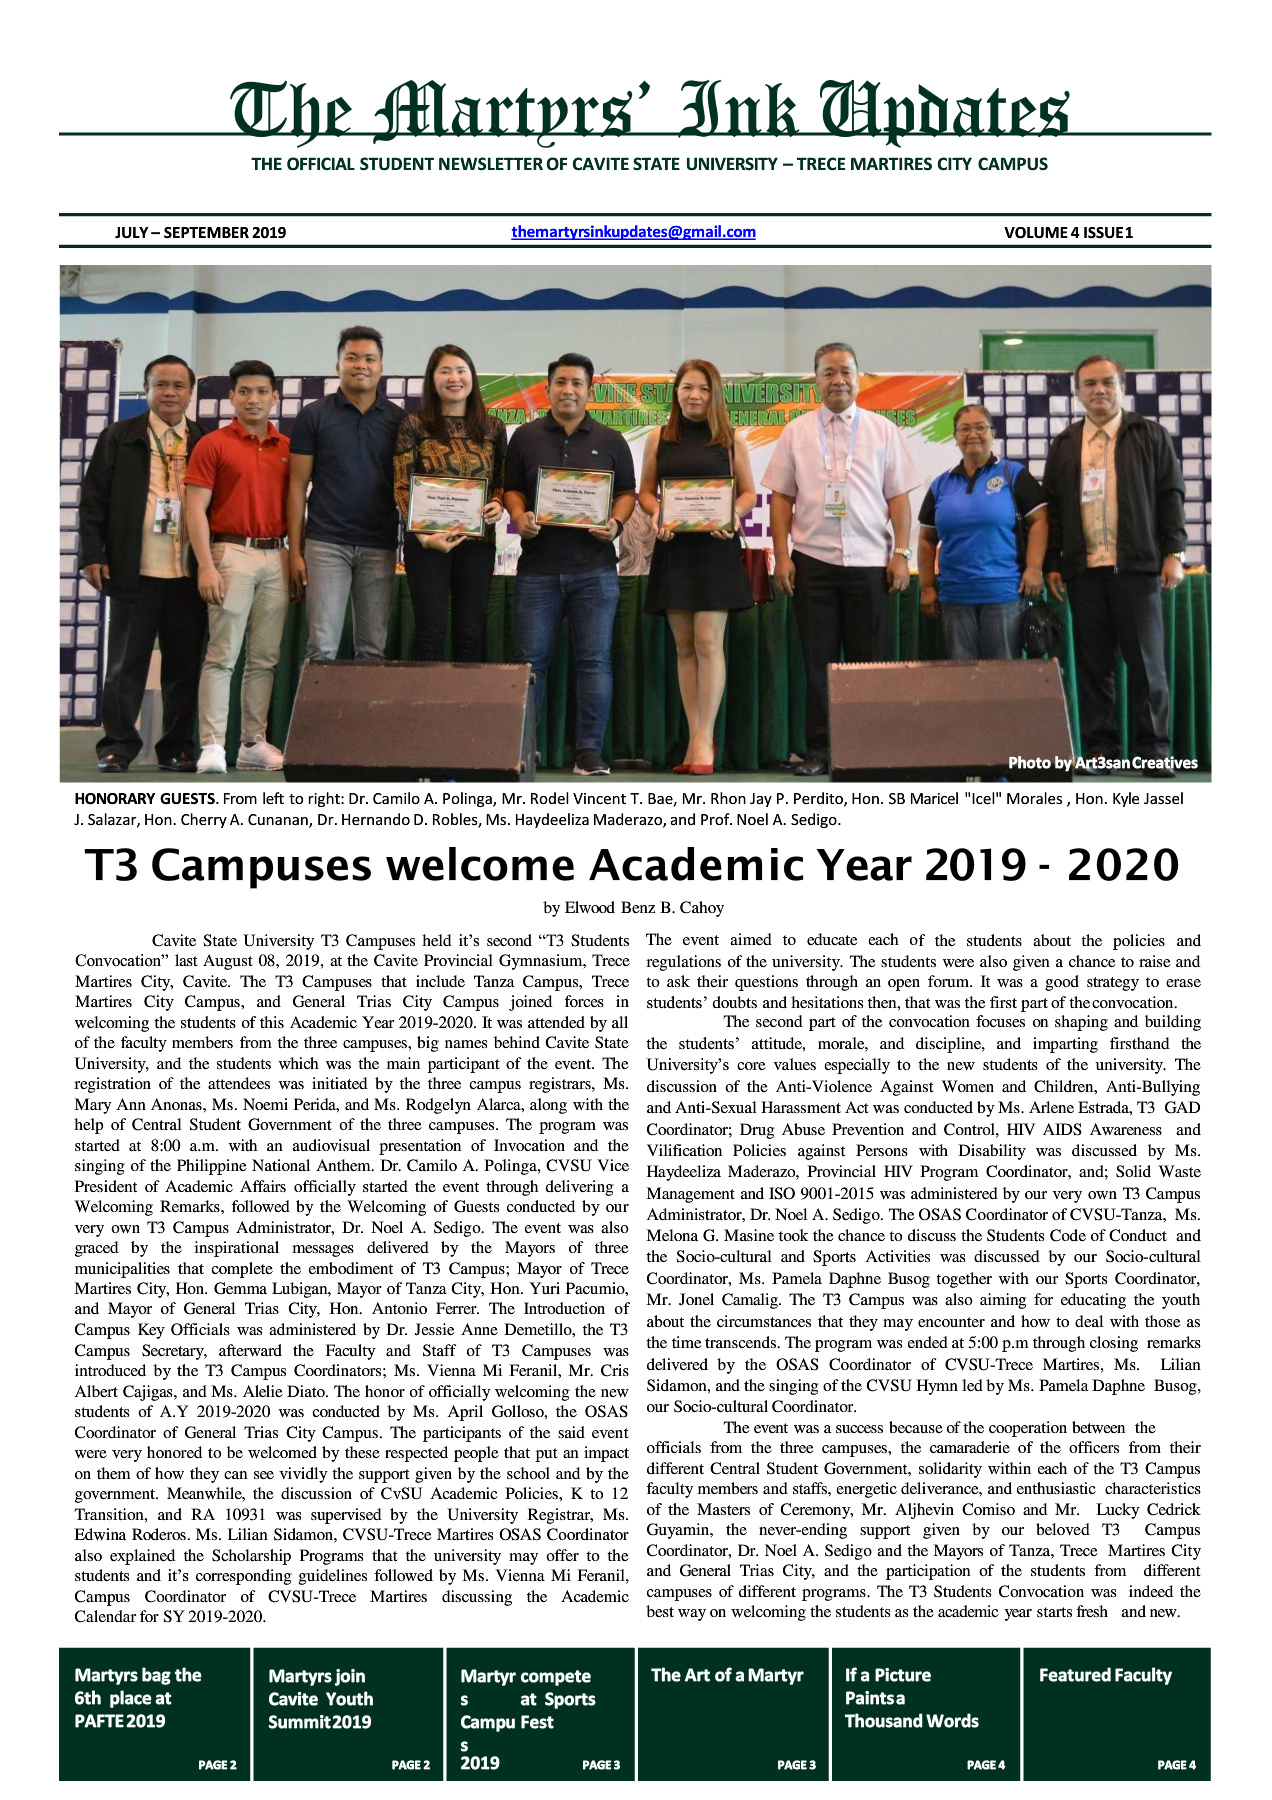 The Martyrs’ Ink Updates
THE OFFICIAL STUDENT NEWSLETTER OF CAVITE STATE UNIVERSITY – TRECE MARTIRES CITY CAMPUS
JULY – SEPTEMBER 2019
themartyrsinkupdates@gmail.com
VOLUME 4 ISSUE 1
CAVITE STATE UNIVERSITY
Photo by Art3san Creatives
HONORARY GUESTS. From left to right: Dr. Camilo A. Polinga, Mr. Rodel Vincent T. Bae, Mr. Rhon Jay P. Perdito, Hon. SB Maricel "Icel" Morales , Hon. Kyle Jassel
J. Salazar, Hon. Cherry A. Cunanan, Dr. Hernando D. Robles, Ms. Haydeeliza Maderazo, and Prof. Noel A. Sedigo.
T3 Campuses welcome Academic Year 2019 - 2020
by Elwood Benz B. Cahoy
Cavite State University T3 Campuses held it’s second “T3 Students
Convocation” last August 08, 2019, at the Cavite Provincial Gymnasium, Trece
Martires City, Cavite. The T3 Campuses that include Tanza Campus, Trece
Martires City Campus, and General Trias City Campus joined forces in
welcoming the students of this Academic Year 2019-2020. It was attended by all
of the faculty members from the three campuses, big names behind Cavite State
University, and the students which was the main participant of the event. The
registration of the attendees was initiated by the three campus registrars, Ms.
Mary Ann Anonas, Ms. Noemi Perida, and Ms. Rodgelyn Alarca, along with the
help of Central Student Government of the three campuses. The program was
started at 8:00 a.m. with an audiovisual presentation of Invocation and the
singing of the Philippine National Anthem. Dr. Camilo A. Polinga, CVSU Vice
President of Academic Affairs officially started the event through delivering a
Welcoming Remarks, followed by the Welcoming of Guests conducted by our
very own T3 Campus Administrator, Dr. Noel A. Sedigo. The event was also
graced by the inspirational messages delivered by the Mayors of three
municipalities that complete the embodiment of T3 Campus; Mayor of Trece
Martires City, Hon. Gemma Lubigan, Mayor of Tanza City, Hon. Yuri Pacumio,
and Mayor of General Trias City, Hon. Antonio Ferrer. The Introduction of
Campus Key Officials was administered by Dr. Jessie Anne Demetillo, the T3
Campus Secretary, afterward the Faculty and Staff of T3 Campuses was
introduced by the T3 Campus Coordinators; Ms. Vienna Mi Feranil, Mr. Cris
Albert Cajigas, and Ms. Alelie Diato. The honor of officially welcoming the new
students of A.Y 2019-2020 was conducted by Ms. April Golloso, the OSAS
Coordinator of General Trias City Campus. The participants of the said event
were very honored to be welcomed by these respected people that put an impact
on them of how they can see vividly the support given by the school and by the
government. Meanwhile, the discussion of CvSU Academic Policies, K to 12
Transition, and RA 10931 was supervised by the University Registrar, Ms.
Edwina Roderos. Ms. Lilian Sidamon, CVSU-Trece Martires OSAS Coordinator
also explained the Scholarship Programs that the university may offer to the
students and it’s corresponding guidelines followed by Ms. Vienna Mi Feranil,
Campus Coordinator of CVSU-Trece Martires discussing the Academic
Calendar for SY 2019-2020.
The event aimed to educate each of the students about the policies and
regulations of the university. The students were also given a chance to raise and
to ask their questions through an open forum. It was a good strategy to erase
students’ doubts and hesitations then, that was the first part of the convocation.
The second part of the convocation focuses on shaping and building
the students’ attitude, morale, and discipline, and imparting firsthand the
University’s core values especially to the new students of the university. The
discussion of the Anti-Violence Against Women and Children, Anti-Bullying
and Anti-Sexual Harassment Act was conducted by Ms. Arlene Estrada, T3 GAD
Coordinator; Drug Abuse Prevention and Control, HIV AIDS Awareness and
Vilification Policies against Persons with Disability was discussed by Ms.
Haydeeliza Maderazo, Provincial HIV Program Coordinator, and; Solid Waste
Management and ISO 9001-2015 was administered by our very own T3 Campus
Administrator, Dr. Noel A. Sedigo. The OSAS Coordinator of CVSU-Tanza, Ms.
Melona G. Masine took the chance to discuss the Students Code of Conduct and
the Socio-cultural and Sports Activities was discussed by our Socio-cultural
Coordinator, Ms. Pamela Daphne Busog together with our Sports Coordinator,
Mr. Jonel Camalig. The T3 Campus was also aiming for educating the youth
about the circumstances that they may encounter and how to deal with those as
the time transcends. The program was ended at 5:00 p.m through closing remarks
delivered by the OSAS Coordinator of CVSU-Trece Martires, Ms. Lilian
Sidamon, and the singing of the CVSU Hymn led by Ms. Pamela Daphne Busog,
our Socio-cultural Coordinator.
The event was a success because of the cooperation between the
officials from the three campuses, the camaraderie of the officers from their
different Central Student Government, solidarity within each of the T3 Campus
faculty members and staffs, energetic deliverance, and enthusiastic characteristics
of the Masters of Ceremony, Mr. Aljhevin Comiso and Mr. Lucky Cedrick
Guyamin, the never-ending support given by our beloved T3 Campus
Coordinator, Dr. Noel A. Sedigo and the Mayors of Tanza, Trece Martires City
and General Trias City, and the participation of the students from different
campuses of different programs. The T3 Students Convocation was indeed the
best way on welcoming the students as the academic year starts fresh and new.
Martyrs bag the
6th place at
PAFTE 2019
PAGE 2
Martyrs join
Cavite Youth
Summit 2019
PAGE 2
Martyr compete
s at Sports
Campu Fest
s
2019
PAGE 3
The Art of a Martyr
PAGE 3
If a Picture
Paints a
Thousand Words
PAGE 4
Featured Faculty
PAGE 4